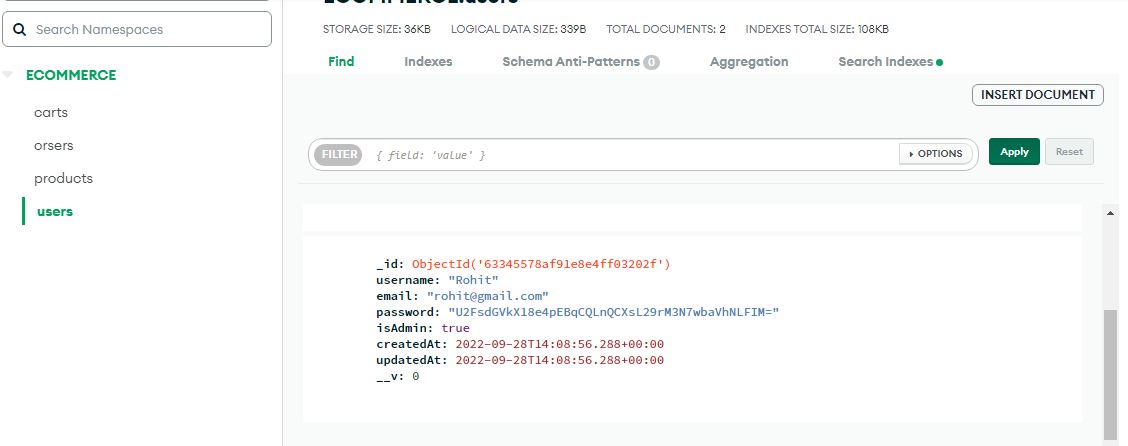 ECOMMERCE.users
Search Namespaces
STORAGE SIZE: 36KB LOGICAL DATA SIZE: 339B TOTAL DOCUMENTS: 2 INDEXES TOTAL SIZE: 108KB
Find Indexes Schema Anti-Patterns 0 Aggregation Search Indexes
ECOMMERCE
carts
orsers
products
users
INSERT DOCUMENT
FILTER { field: 'value' } OPTIONS Apply Reset
_id: ObjectId('63345578af91e8e4ff03202f')
username: "Rohit"
email: "rohit@gmail.com"
password: "U2FsdGVkX18e4pEBqCQLnQCXsL29rM3N7wbaVhNLFIM="
isAdmin: true
createdAt: 2022-09-28T14:08:56.288+00:00
updatedAt: 2022-09-28T14:08:56.288+00:00
__v: 0